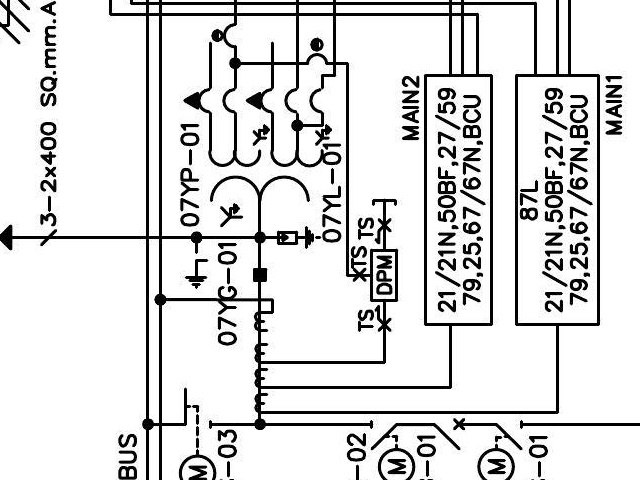 3-2x400 SQ.mm.A
07YP-01
07YG-01
07YL-01
TS
TS
TS
DPM
MAIN2
21/21N,50BF,27/59
79,25,67/67N,BCU
MAIN1
87L
21/21N,50BF,27/59
79,25,67/67N,BCU
BUS
M
-03
-02
M
-01
M
-01